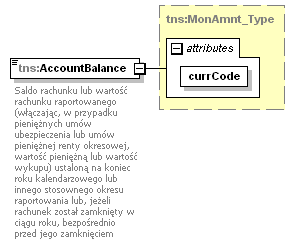 tns:MonAmnt_Type
attributes
tns:AccountBalance
currCode
Saldo rachunku lub wartość
rachunku raportowanego
(włączając, w przypadku
pieniężnych umów
ubezpieczenia lub umów
pieniężnej renty okresowej,
wartość pieniężną lub wartość
wykupu) ustaloną na koniec
roku kalendarzowego lub
innego stosownego okresu
raportowania lub, jeżeli
rachunek został zamknięty w
ciągu roku, bezpośrednio
przed jego zamknięciem